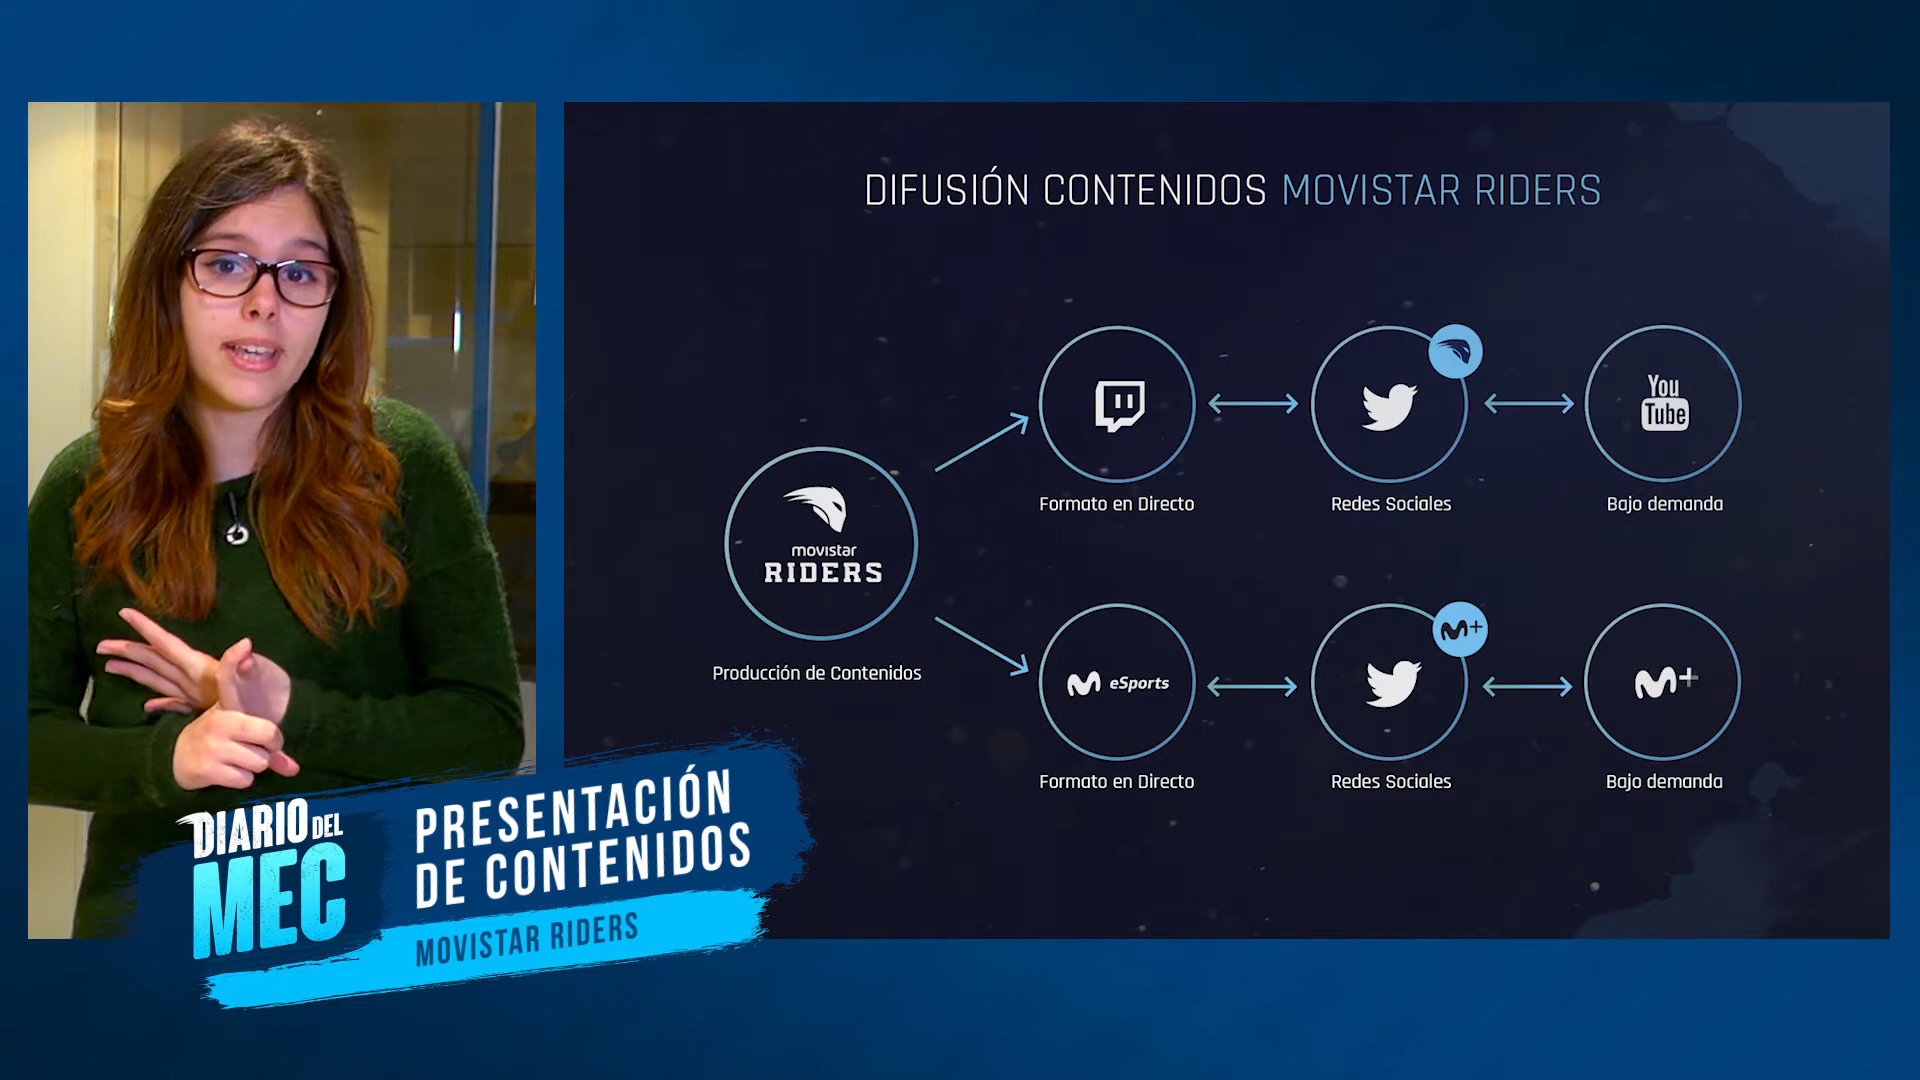 DIFUSIÓN CONTENIDOS MOVISTAR RIDERS
You
Tube
Formato en Directo
Redes Sociales
Bajo demanda
movistar
RIDERS
Producción de Contenidos
M+
eSports
M+
Formato en Directo
Redes Sociales
Bajo demanda
DIARIO DEL
MEC
PRESENTACIÓN
DE CONTENIDOS
MOVISTAR RIDERS